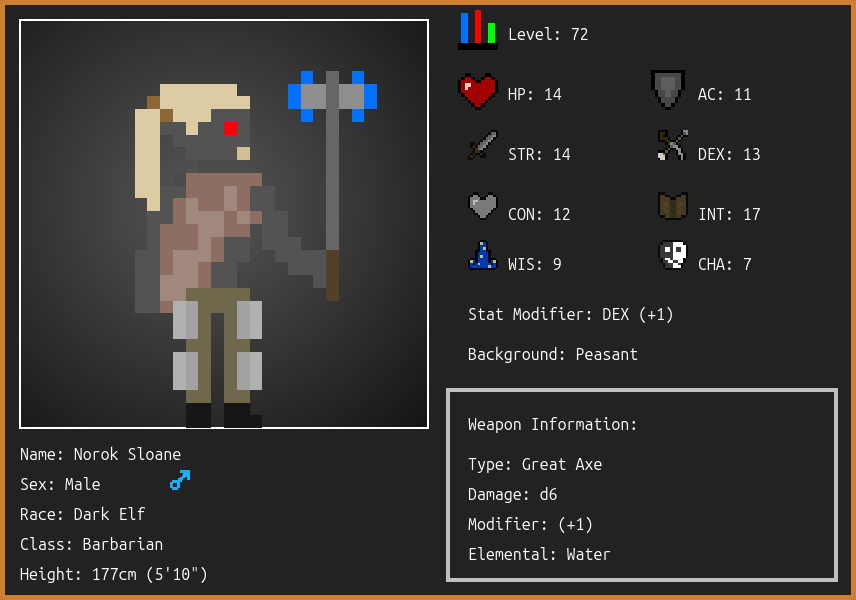 Level: 72
HP: 14
AC: 11
STR: 14
DEX: 13
CON: 12
INT: 17
WIS: 9
CHA: 7
Stat Modifier: DEX (+1)
Background: Peasant
Weapon Information:
Type: Great Axe
Damage: d6
Modifier: (+1)
Elemental: Water
Name: Norok Sloane
Sex: Male
Race: Dark Elf
Class: Barbarian
Height: 177cm (5'10")